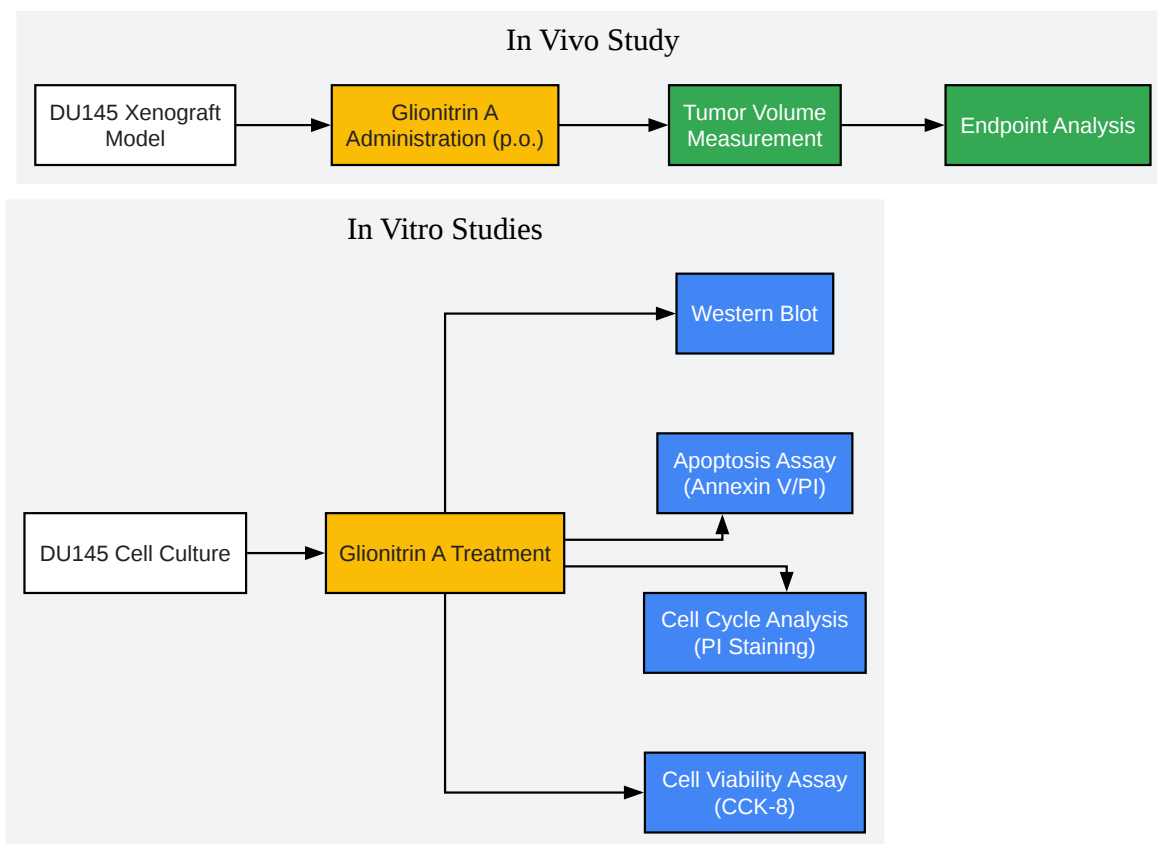 In Vivo Study
DU145 Xenograft
Model
Glionitrin A
Administration (p.o.)
Tumor Volume
Measurement
Endpoint Analysis
In Vitro Studies
Western Blot
Apoptosis Assay
(Annexin V/PI)
DU145 Cell Culture
Glionitrin A Treatment
Cell Cycle Analysis
(PI Staining)
Cell Viability Assay
(CCK-8)